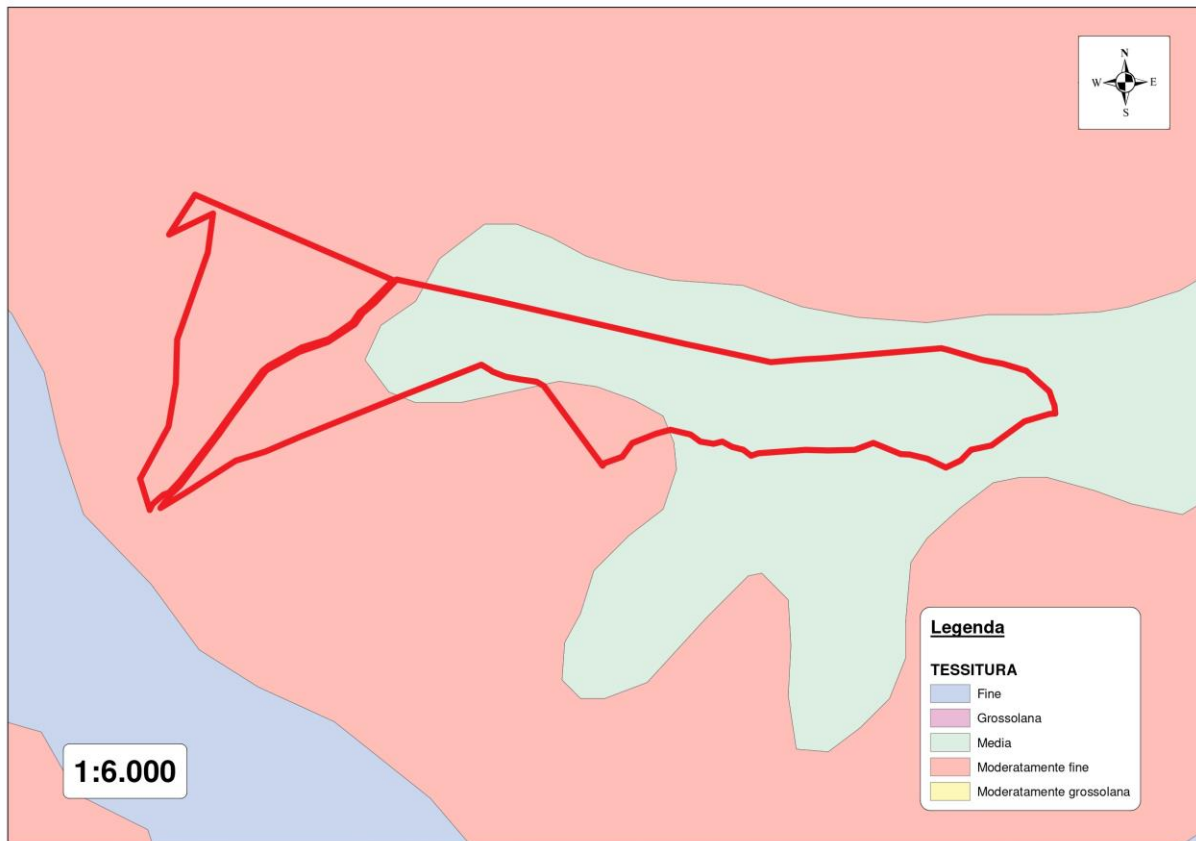 N
W E
S
Legenda
TESSITURA
Fine
Grossolana
Media
Moderatamente fine
Moderatamente grossolana
1:6.000